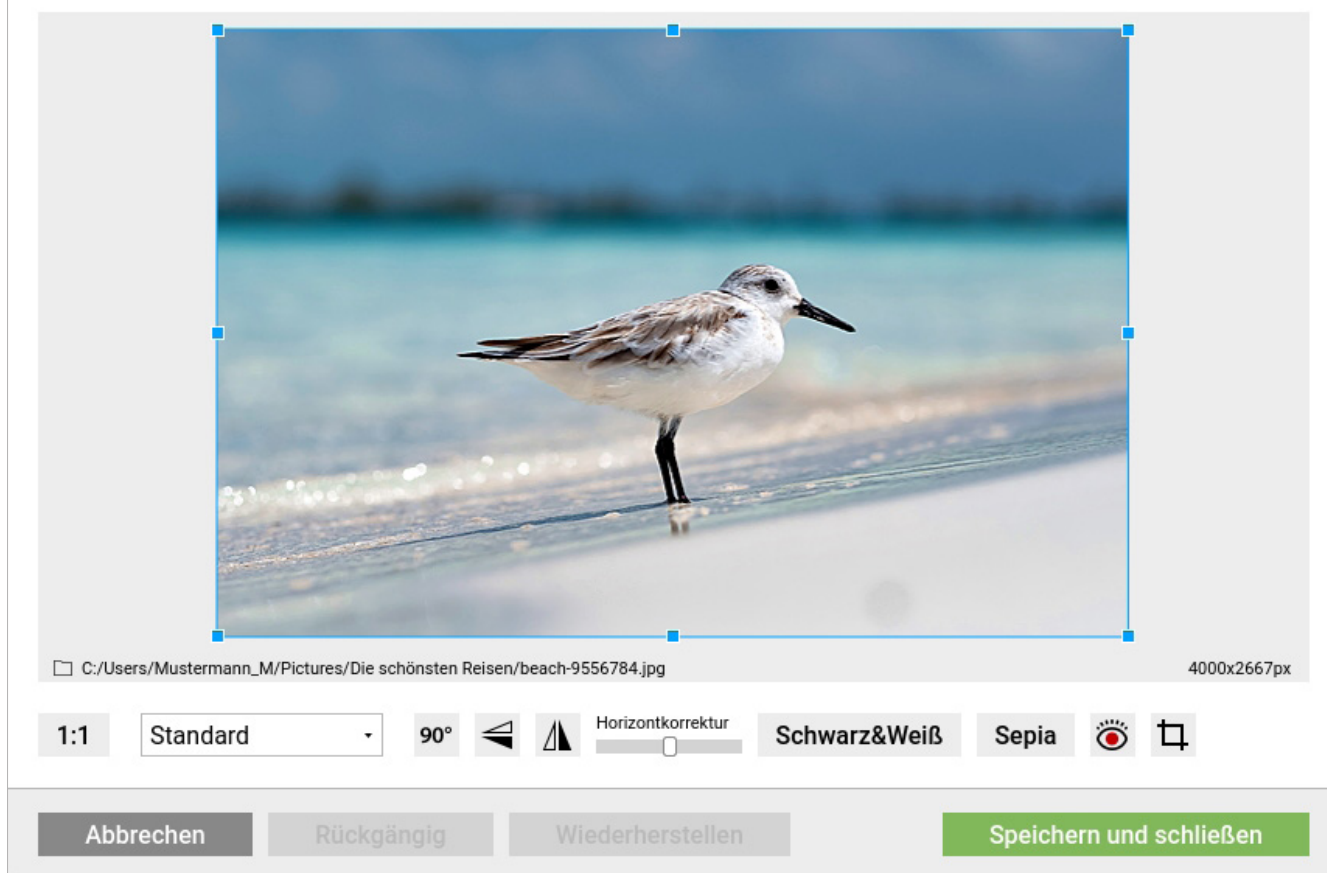 C:/Users/Mustermann_M/Pictures/Die schönsten Reisen/beach-9556784.jpg 4000x2667px
1:1 Standard 90° Horizontkorrektur Schwarz&Weiß Sepia
Abbrechen Rückgängig Wiederherstellen Speichern und schließen